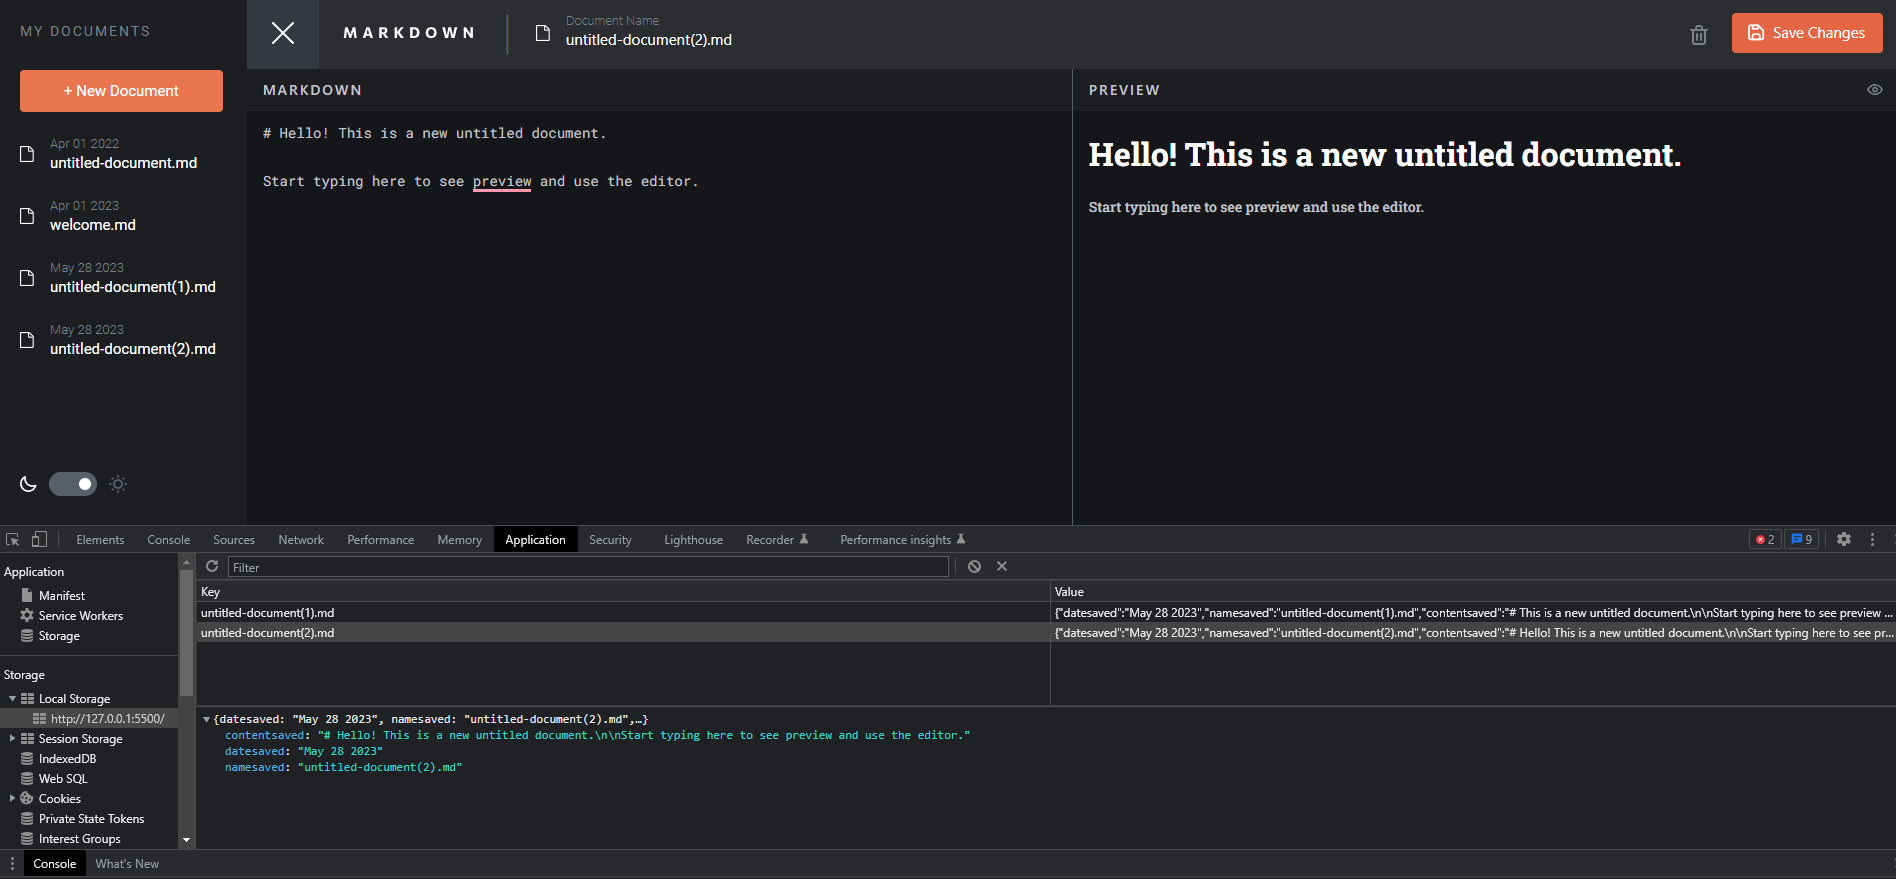 MY DOCUMENTS
+ New Document
Apr 01 2022
untitled-document.md
Apr 01 2023
welcome.md
May 28 2023
untitled-document(1).md
May 28 2023
untitled-document(2).md
MARKDOWN
Document Name
untitled-document(2).md
Save Changes
MARKDOWN
# Hello! This is a new untitled document.
Start typing here to see preview and use the editor.
PREVIEW
Hello! This is a new untitled document.
Start typing here to see preview and use the editor.
Elements Console Sources Network Performance Memory Application Security Lighthouse Recorder Performance insights 2 9
Application
Manifest
Service Workers
Storage
Storage
Local Storage
http://127.0.0.1:5500/
Session Storage
IndexedDB
Web SQL
Cookies
Private State Tokens
Interest Groups
Filter
Key Value
untitled-document(1).md {"datesaved":"May 28 2023","namesaved":"untitled-document(1).md","contentsaved":"# This is a new untitled document.\n\nStart typing here to see preview ...
untitled-document(2).md {"datesaved":"May 28 2023","namesaved":"untitled-document(2).md","contentsaved":"# Hello! This is a new untitled document.\n\nStart typing here to see pr...
{datesaved: "May 28 2023", namesaved: "untitled-document(2).md",…}
contentsaved: "# Hello! This is a new untitled document.\n\nStart typing here to see preview and use the editor."
datesaved: "May 28 2023"
namesaved: "untitled-document(2).md"
Console What's New